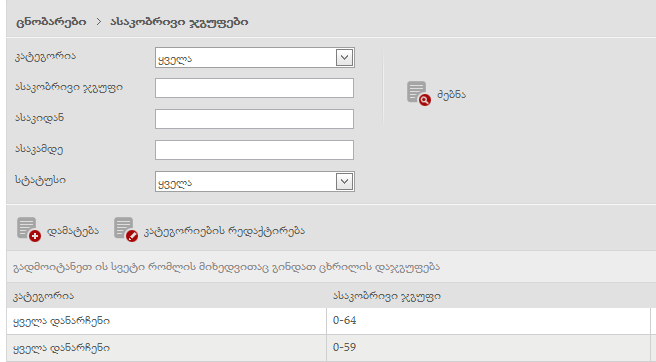 ცნობარები > ასაკობრივი ჯგუფები
კატეგორია ყველა
ასაკობრივი ჯგუფი
ძებნა
ასაკიდან
ასაკამდე
სტატუსი ყველა
დამატება კატეგორიების რედაქტირება
გადმოიტანეთ ის სვეტი რომლის მიხედვითაც გინდათ ცხრილის დაჯგუფება
კატეგორია ასაკობრივი ჯგუფი
ყველა დანარჩენი 0-64
ყველა დანარჩენი 0-59